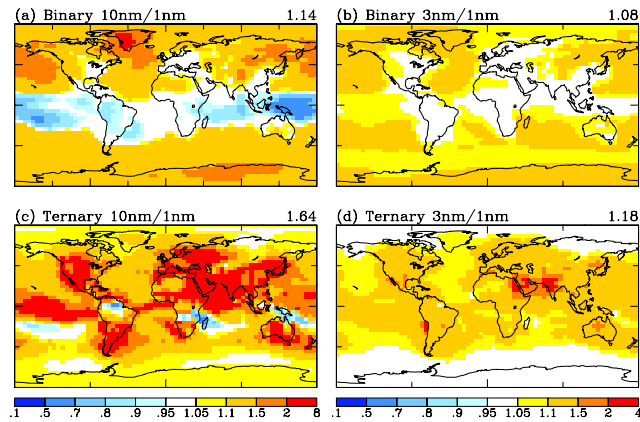 (a) Binary 10nm/1nm 1.14
(b) Binary 3nm/1nm 1.08
(c) Ternary 10nm/1nm 1.64
(d) Ternary 3nm/1nm 1.18
.1 .5 .7 .8 .9 .95 1.05 1.1 1.5 2 8
.1 .5 .7 .8 .9 .95 1.05 1.1 1.5 2 4